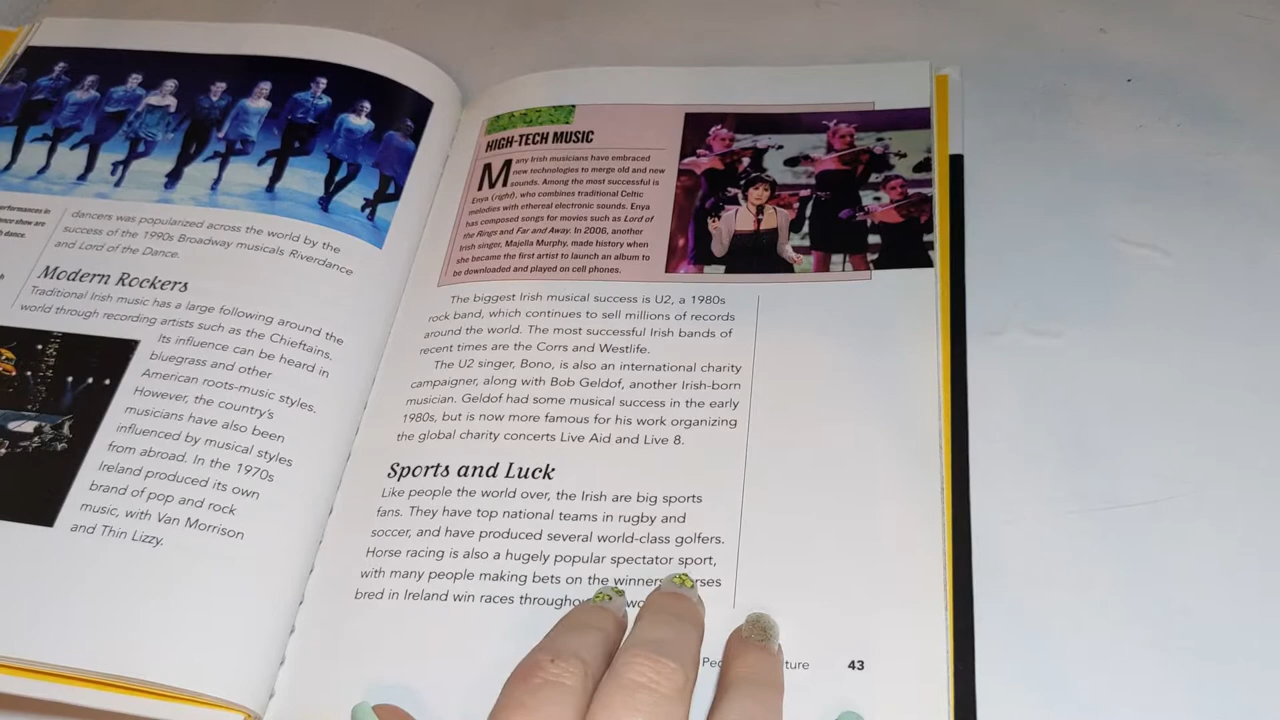 erformances in
ance show are
h dance.
dancers was popularized across the world by the
success of the 1990s Broadway musicals Riverdance
and Lord of the Dance.
Modern Rockers
Traditional Irish music has a large following around the
world through recording artists such as the Chieftains.
Its influence can be heard in
bluegrass and other
American roots-music styles.
However, the country's
musicians have also been
influenced by musical styles
from abroad. In the 1970s
Ireland produced its own
brand of pop and rock
music, with Van Morrison
and Thin Lizzy.
HIGH-TECH MUSIC
Many Irish musicians have embraced
new technologies to merge old and new
sounds. Among the most successful is
Enya (right), who combines traditional Celtic
melodies with ethereal electronic sounds. Enya
has composed songs for movies such as Lord of
the Rings and Far and Away. In 2006, another
Irish singer, Majella Murphy, made history when
she became the first artist to launch an album to
be downloaded and played on cell phones.
The biggest Irish musical success is U2, a 1980s
rock band, which continues to sell millions of records
around the world. The most successful Irish bands of
recent times are the Corrs and Westlife.
The U2 singer, Bono, is also an international charity
campaigner, along with Bob Geldof, another Irish-born
musician. Geldof had some musical success in the early
1980s, but is now more famous for his work organizing
the global charity concerts Live Aid and Live 8.
Sports and Luck
Like people the world over, the Irish are big sports
fans. They have top national teams in rugby and
soccer, and have produced several world-class golfers.
Horse racing is also a hugely popular spectator sport,
with many people making bets on the winners. rses
bred in Ireland win races throughou wo
Peo ture 43